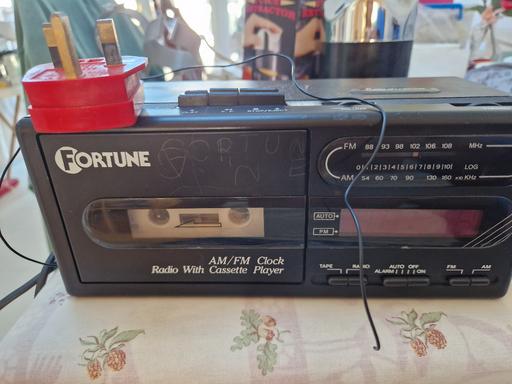 FORTUNE
FORTUN
IN E
AM/FM Clock
Radio With Cassette Player
FM 88 93 98 102 106 108 MHz
0|1|2|3|4|5|6|7|8|9|10| LOG
AM 54 60 70 90 130 160 x10 KHz
AUTO
PM
TAPE RADIO AUTO OFF FM AM
ALARM ON